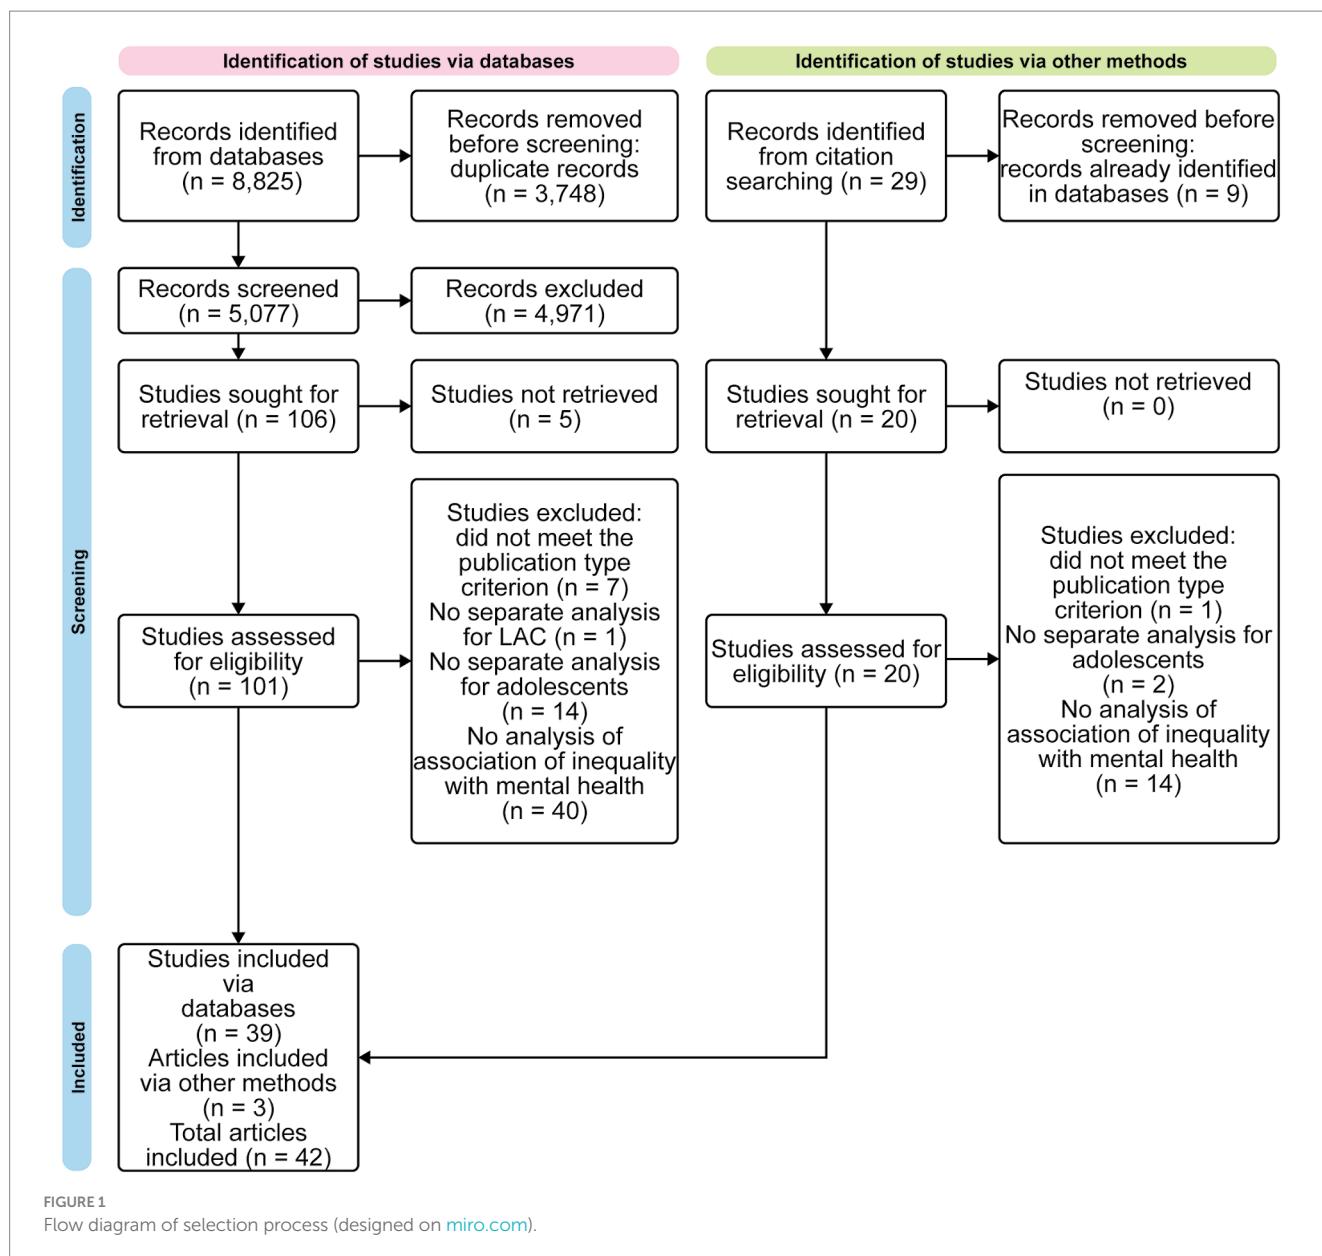 Identification of studies via databases
Identification of studies via other methods
Identification
Records identified
from databases
(n = 8,825)
Records removed
before screening:
duplicate records
(n = 3,748)
Records identified
from citation
searching (n = 29)
Records removed before
screening:
records already identified
in databases (n = 9)
Screening
Records screened
(n = 5,077)
Records excluded
(n = 4,971)
Studies sought for
retrieval (n = 106)
Studies not retrieved
(n = 5)
Studies sought for
retrieval (n = 20)
Studies not retrieved
(n = 0)
Studies assessed
for eligibility
(n = 101)
Studies excluded:
did not meet the
publication type
criterion (n = 7)
No separate analysis
for LAC (n = 1)
No separate analysis
for adolescents
(n = 14)
No analysis of
association of inequality
with mental health
(n = 40)
Studies assessed for
eligibility (n = 20)
Studies excluded:
did not meet the
publication type
criterion (n = 1)
No separate analysis for
adolescents
(n = 2)
No analysis of
association of inequality
with mental health
(n = 14)
Included
Studies included
via
databases
(n = 39)
Articles included
via other methods
(n = 3)
Total articles
included (n = 42)
FIGURE 1
Flow diagram of selection process (designed on miro.com).